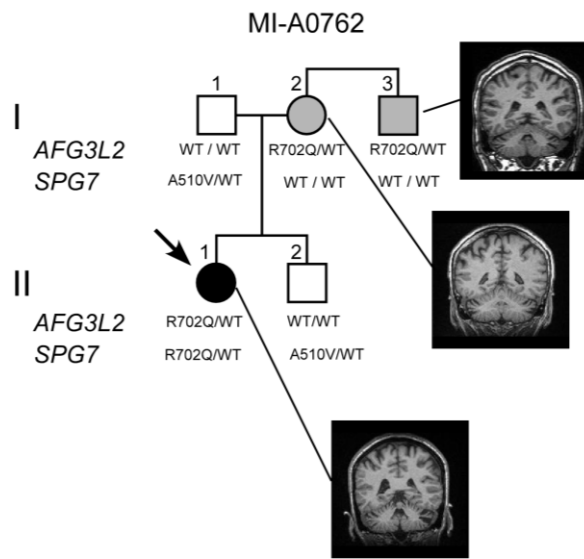 MI-A0762
1 2 3
I
AFG3L2 WT / WT R702Q/WT R702Q/WT
SPG7 A510V/WT WT / WT WT / WT
1 2
II
AFG3L2 R702Q/WT WT/WT
SPG7 R702Q/WT A510V/WT